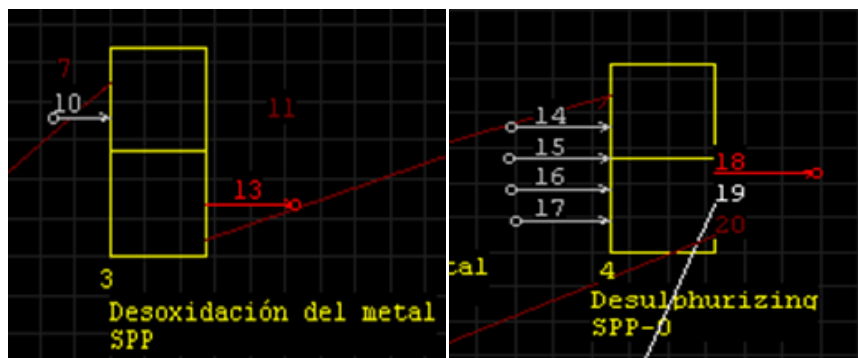 7
10
11
13
3
Desoxidación del metal
SPP
14
15
16
17
18
19
20
tal
4
Desulphurizing
SPP-O